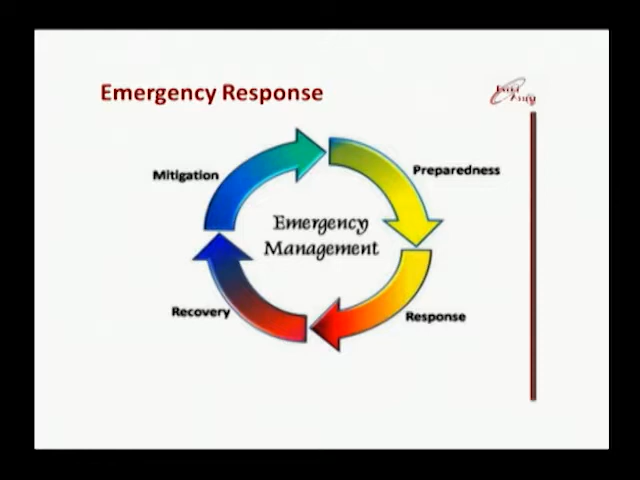 Emergency Response
Mitigation
Preparedness
Emergency
Management
Recovery
Response